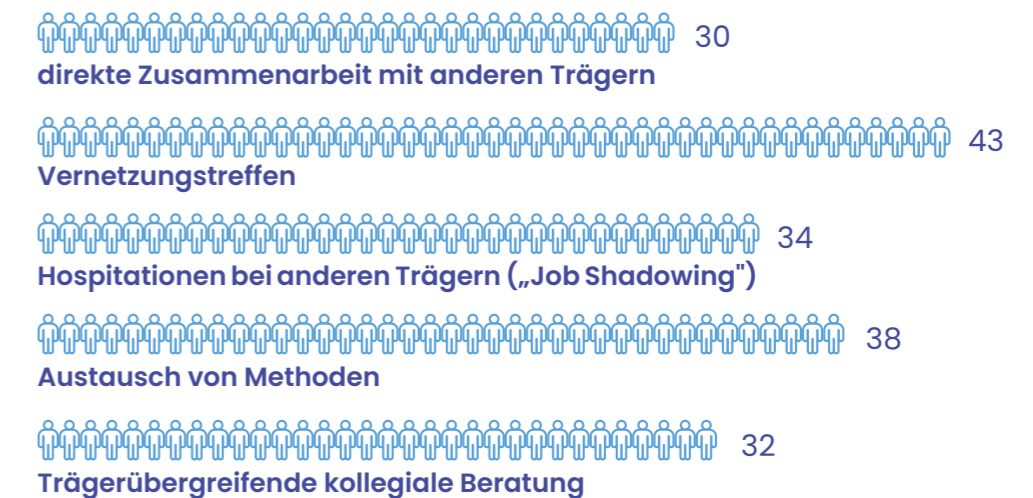 30
direkte Zusammenarbeit mit anderen Trägern
43
Vernetzungstreffen
34
Hospitationen bei anderen Trägern („Job Shadowing")
38
Austausch von Methoden
32
Trägerübergreifende kollegiale Beratung